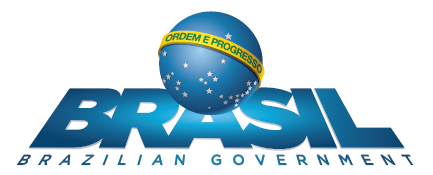 ORDEM E PROGRESSO
BRASIL
BRAZILIAN GOVERNMENT